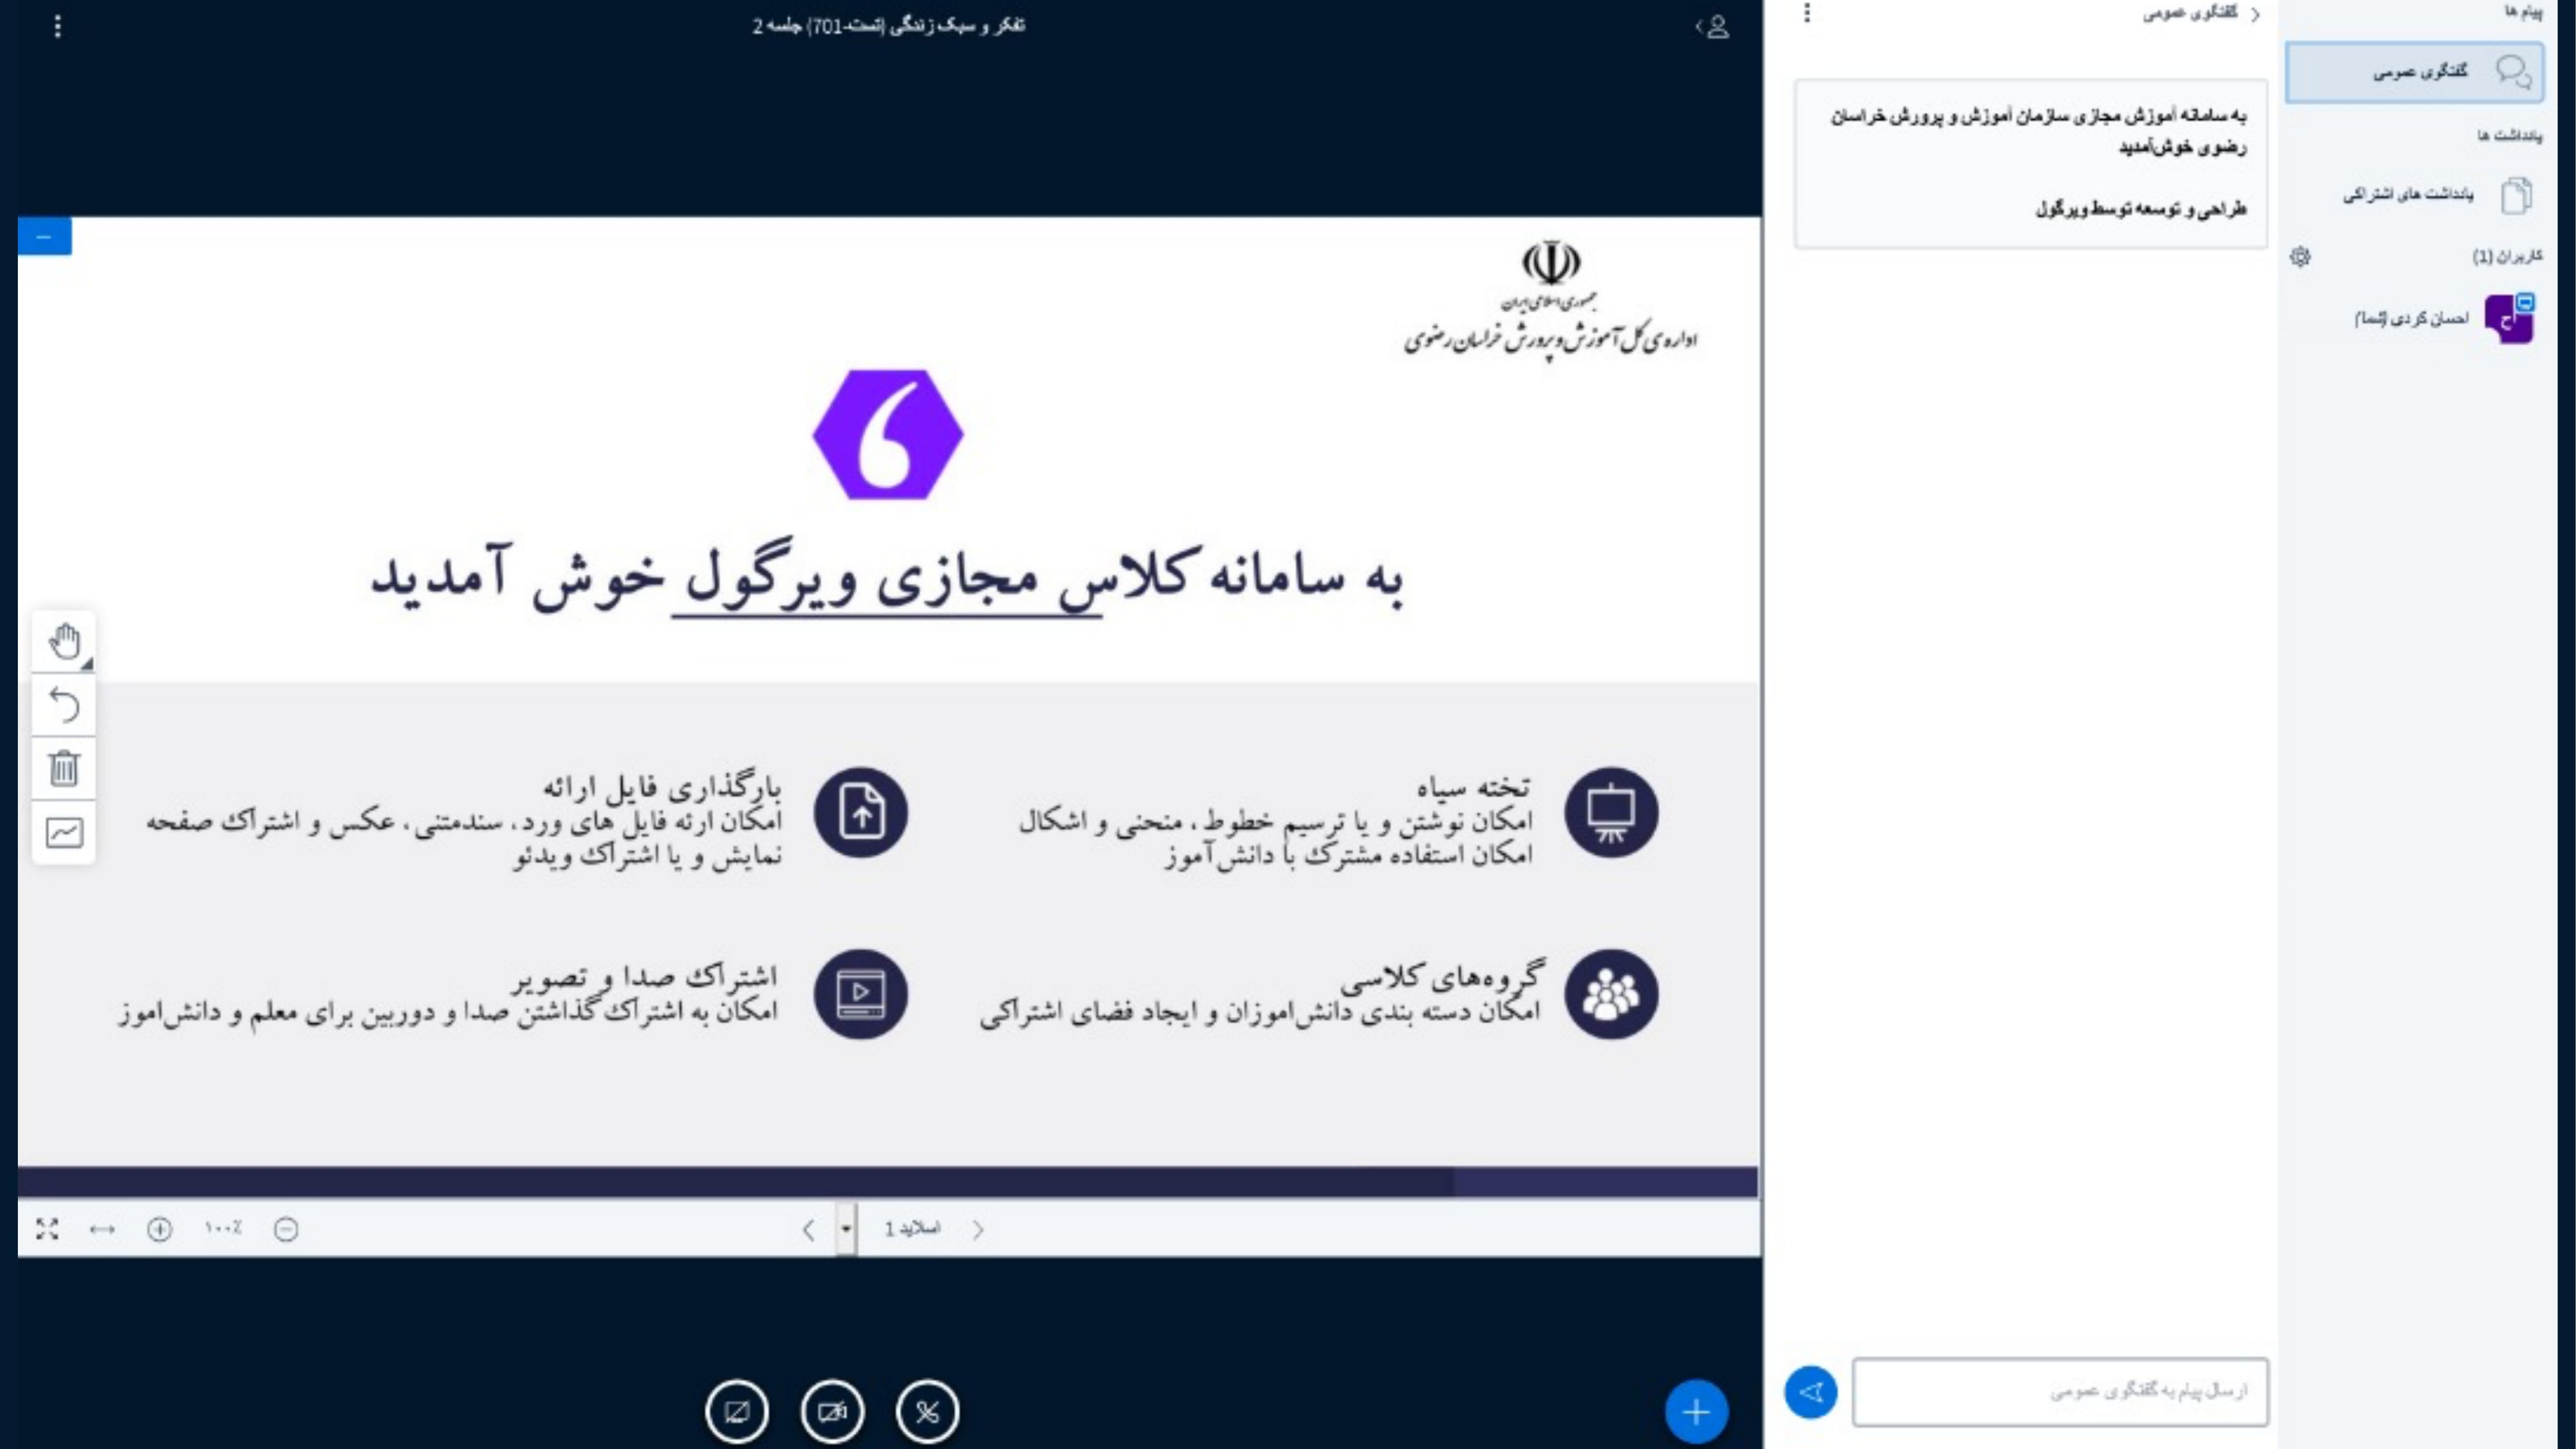 پیام ها
گفتگوی عمومی
یادداشت ها
یادداشت های اشتراکی
کاربران (1)
اح
احسان کردی (شما)
گفتگوی عمومی
به سامانه آموزش مجازی سازمان آموزش و پرورش خراسان
رضوی خوش‌آمدید
طراحی و توسعه توسط ویرگول
ارسال پیام به گفتگوی عمومی
تفکر و سبک زندگی (تست-701) جلسه 2
جمهوری اسلامی ایران
اداره‌ی کل آموزش و پرورش خراسان رضوی
به سامانه کلاس مجازی ویرگول خوش آمدید
تخته سیاه
امکان نوشتن و یا ترسیم خطوط، منحنی و اشکال
امکان استفاده مشترک با دانش‌آموز
بارگذاری فایل ارائه
امکان ارئه فایل های ورد، سندمتنی، عکس و اشتراک صفحه
نمایش و یا اشتراک ویدئو
گروه‌های کلاسی
امکان دسته بندی دانش‌اموزان و ایجاد فضای اشتراکی
اشتراک صدا و تصویر
امکان به اشتراک گذاشتن صدا و دوربین برای معلم و دانش‌اموز
اسلاید 1
۱۰۰٪